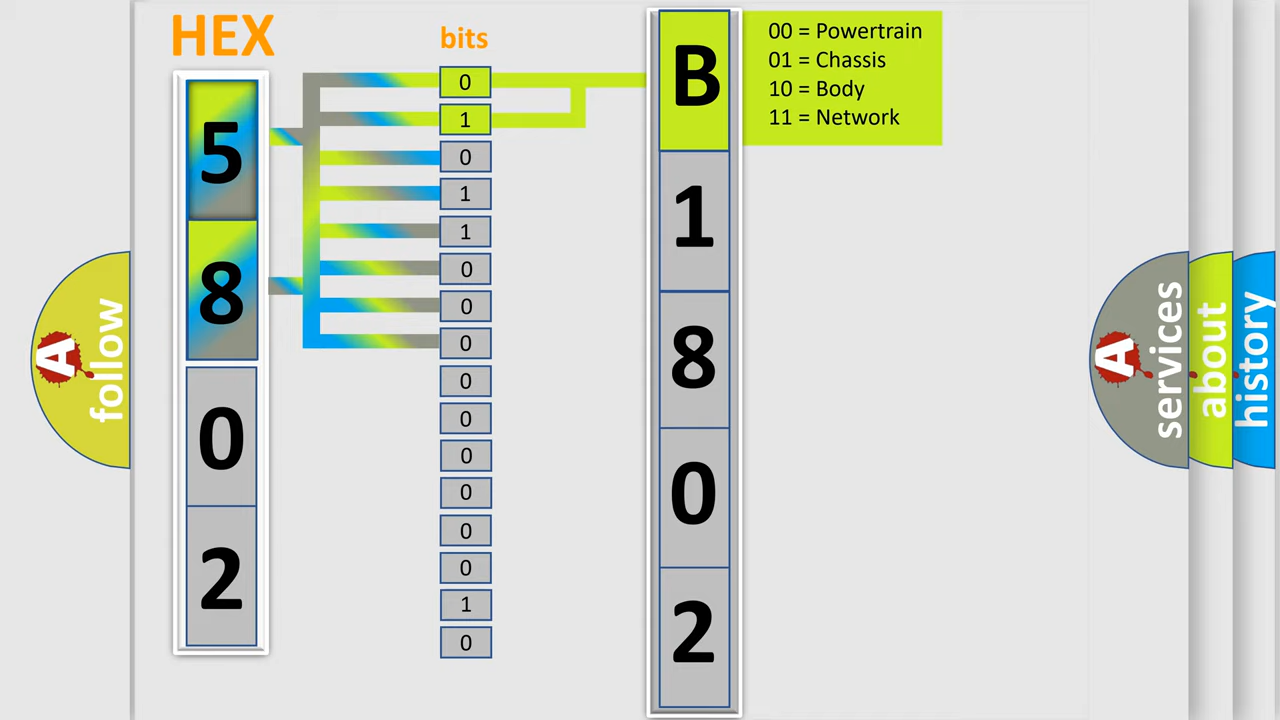 HEX
bits
5
8
0
2
0
1
0
1
1
0
0
0
0
0
0
0
0
0
1
0
B
1
8
0
2
00 = Powertrain
01 = Chassis
10 = Body
11 = Network
A follow
A services
about
history